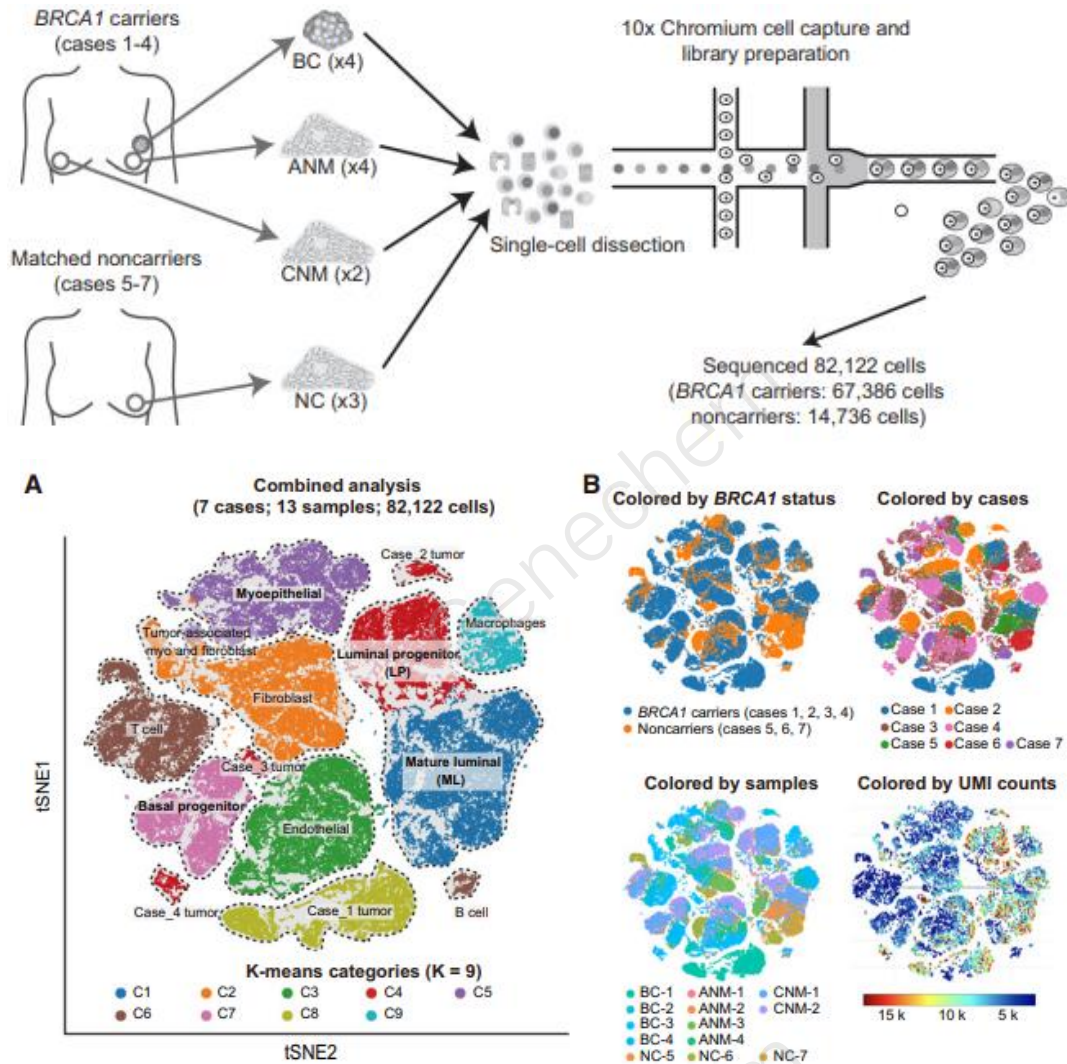 BRCA1 carriers
(cases 1-4)
BC (x4)
ANM (x4)
CNM (x2)
Matched noncarriers
(cases 5-7)
NC (x3)
Single-cell dissection
10x Chromium cell capture and
library preparation
Sequenced 82,122 cells
(BRCA1 carriers: 67,386 cells
noncarriers: 14,736 cells)
A
Combined analysis
(7 cases; 13 samples; 82,122 cells)
Case_2 tumor
Myoepithelial
Macrophages
Tumor-associated
myo and fibroblast
Luminal progenitor
(LP)
Fibroblast
T cell
Case_3 tumor
Mature luminal
(ML)
Basal progenitor
Endothelial
Case_4 tumor
Case_1 tumor
B cell
K-means categories (K = 9)
C1 C2 C3 C4 C5
C6 C7 C8 C9
tSNE1
tSNE2
B
Colored by BRCA1 status
BRCA1 carriers (cases 1, 2, 3, 4)
Noncarriers (cases 5, 6, 7)
Colored by cases
Case 1 Case 2
Case 3 Case 4
Case 5 Case 6 Case 7
Colored by samples
BC-1 ANM-1 CNM-1
BC-2 ANM-2 CNM-2
BC-3 ANM-3
BC-4 ANM-4
NC-5 NC-6 NC-7
Colored by UMI counts
15 k 10 k 5 k